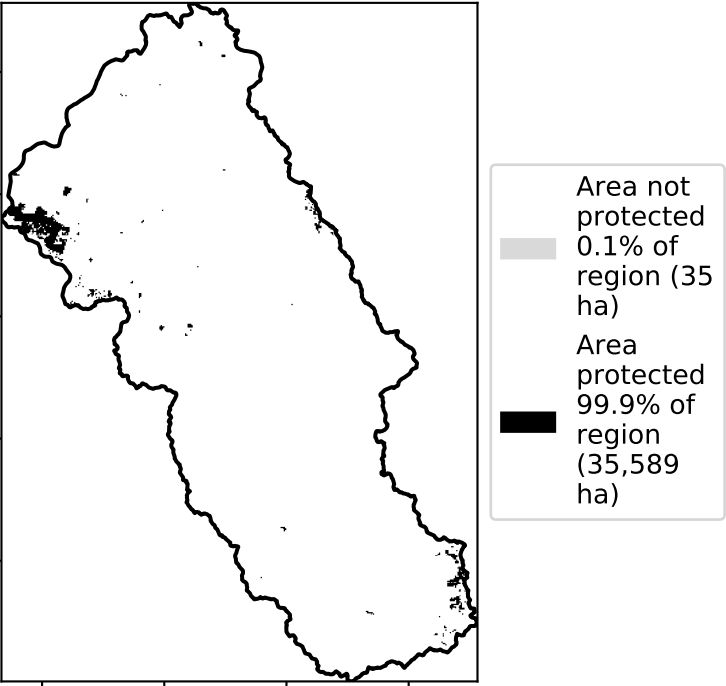 Area not
protected
0.1% of
region (35
ha)
Area
protected
99.9% of
region
(35,589
ha)